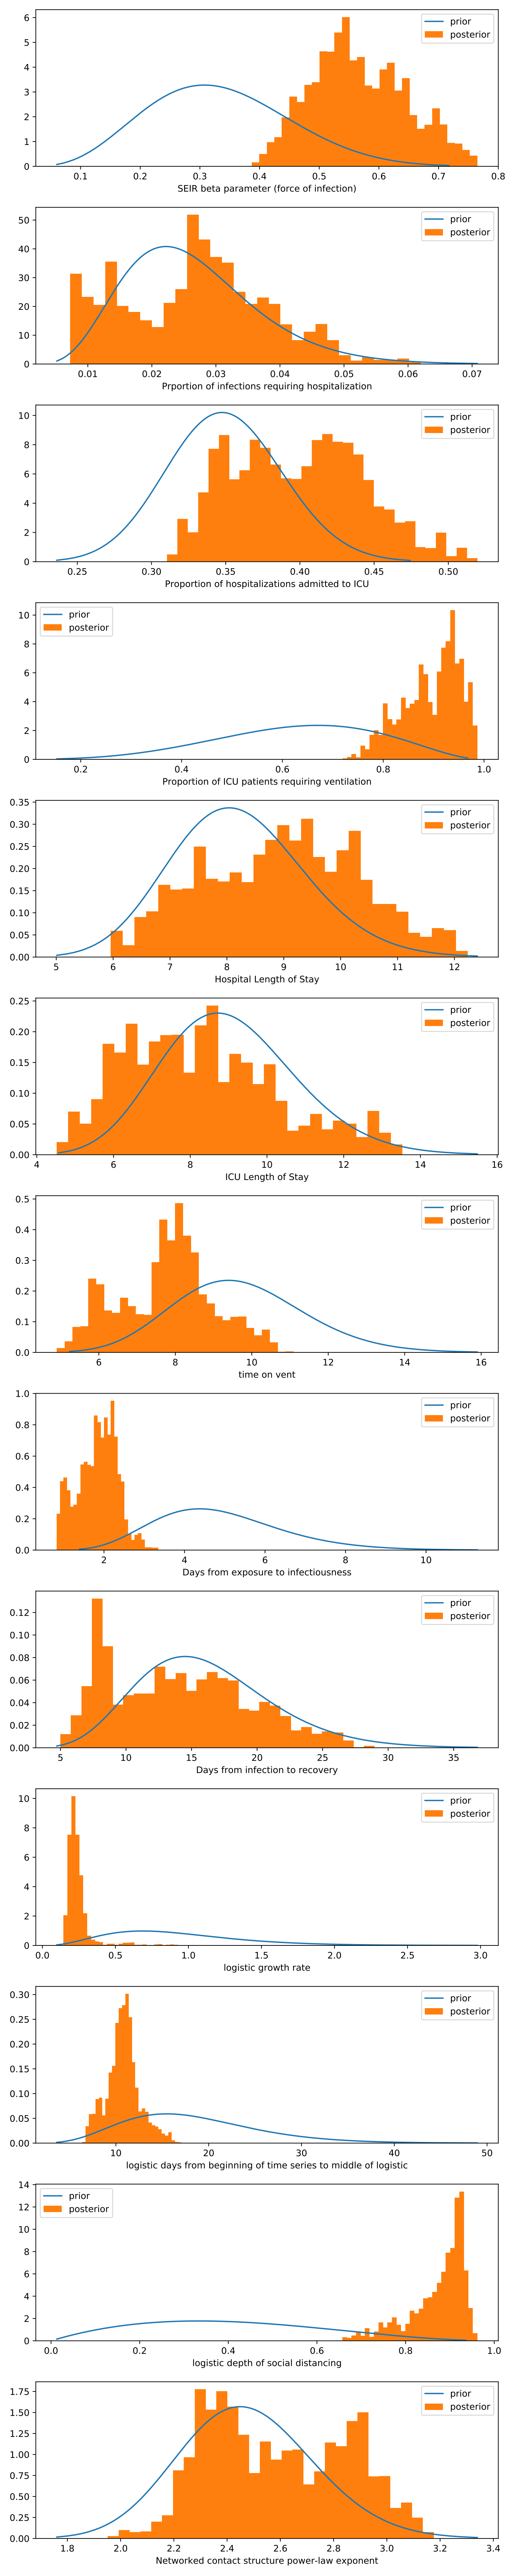 6
5
4
3
2
1
0
prior
posterior
0.1 0.2 0.3 0.4 0.5 0.6 0.7 0.8
SEIR beta parameter (force of infection)
50
40
30
20
10
0
prior
posterior
0.01 0.02 0.03 0.04 0.05 0.06 0.07
Prportion of infections requiring hospitalization
10
8
6
4
2
0
prior
posterior
0.25 0.30 0.35 0.40 0.45 0.50
Proportion of hospitalizations admitted to ICU
10
8
6
4
2
0
prior
posterior
0.2 0.4 0.6 0.8 1.0
Proportion of ICU patients requiring ventilation
0.35
0.30
0.25
0.20
0.15
0.10
0.05
0.00
prior
posterior
5 6 7 8 9 10 11 12
Hospital Length of Stay
0.25
0.20
0.15
0.10
0.05
0.00
prior
posterior
4 6 8 10 12 14 16
ICU Length of Stay
0.5
0.4
0.3
0.2
0.1
0.0
prior
posterior
6 8 10 12 14 16
time on vent
1.0
0.8
0.6
0.4
0.2
0.0
prior
posterior
2 4 6 8 10
Days from exposure to infectiousness
0.12
0.10
0.08
0.06
0.04
0.02
0.00
prior
posterior
5 10 15 20 25 30 35
Days from infection to recovery
10
8
6
4
2
0
prior
posterior
0.0 0.5 1.0 1.5 2.0 2.5 3.0
logistic growth rate
0.30
0.25
0.20
0.15
0.10
0.05
0.00
prior
posterior
10 20 30 40 50
logistic days from beginning of time series to middle of logistic
14
12
10
8
6
4
2
0
prior
posterior
0.0 0.2 0.4 0.6 0.8 1.0
logistic depth of social distancing
1.75
1.50
1.25
1.00
0.75
0.50
0.25
0.00
prior
posterior
1.8 2.0 2.2 2.4 2.6 2.8 3.0 3.2 3.4
Networked contact structure power-law exponent